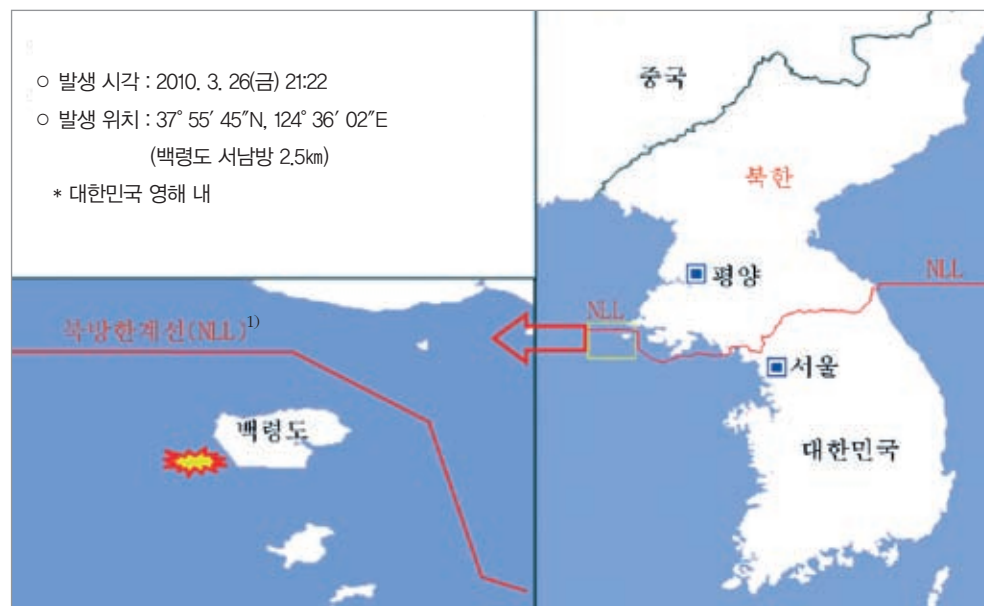 ○ 발생 시각 : 2010. 3. 26(금) 21:22
○ 발생 위치 : 37° 55′ 45″N, 124° 36′ 02″E
(백령도 서남방 2.5㎞)
* 대한민국 영해 내
북방한계선(NLL)1)
백령도
중국
북한
평양
NLL
NLL
서울
대한민국